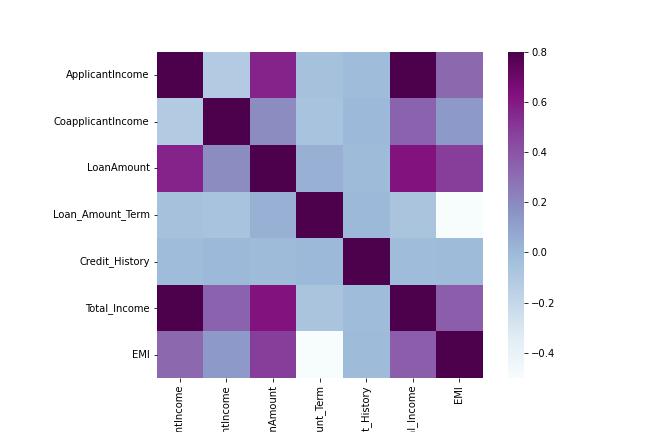 ApplicantIncome
CoapplicantIncome
LoanAmount
Loan_Amount_Term
Credit_History
Total_Income
EMI
ntIncome
ntIncome
nAmount
unt_Term
t_History
l_Income
EMI
0.8
0.6
0.4
0.2
0.0
−0.2
−0.4